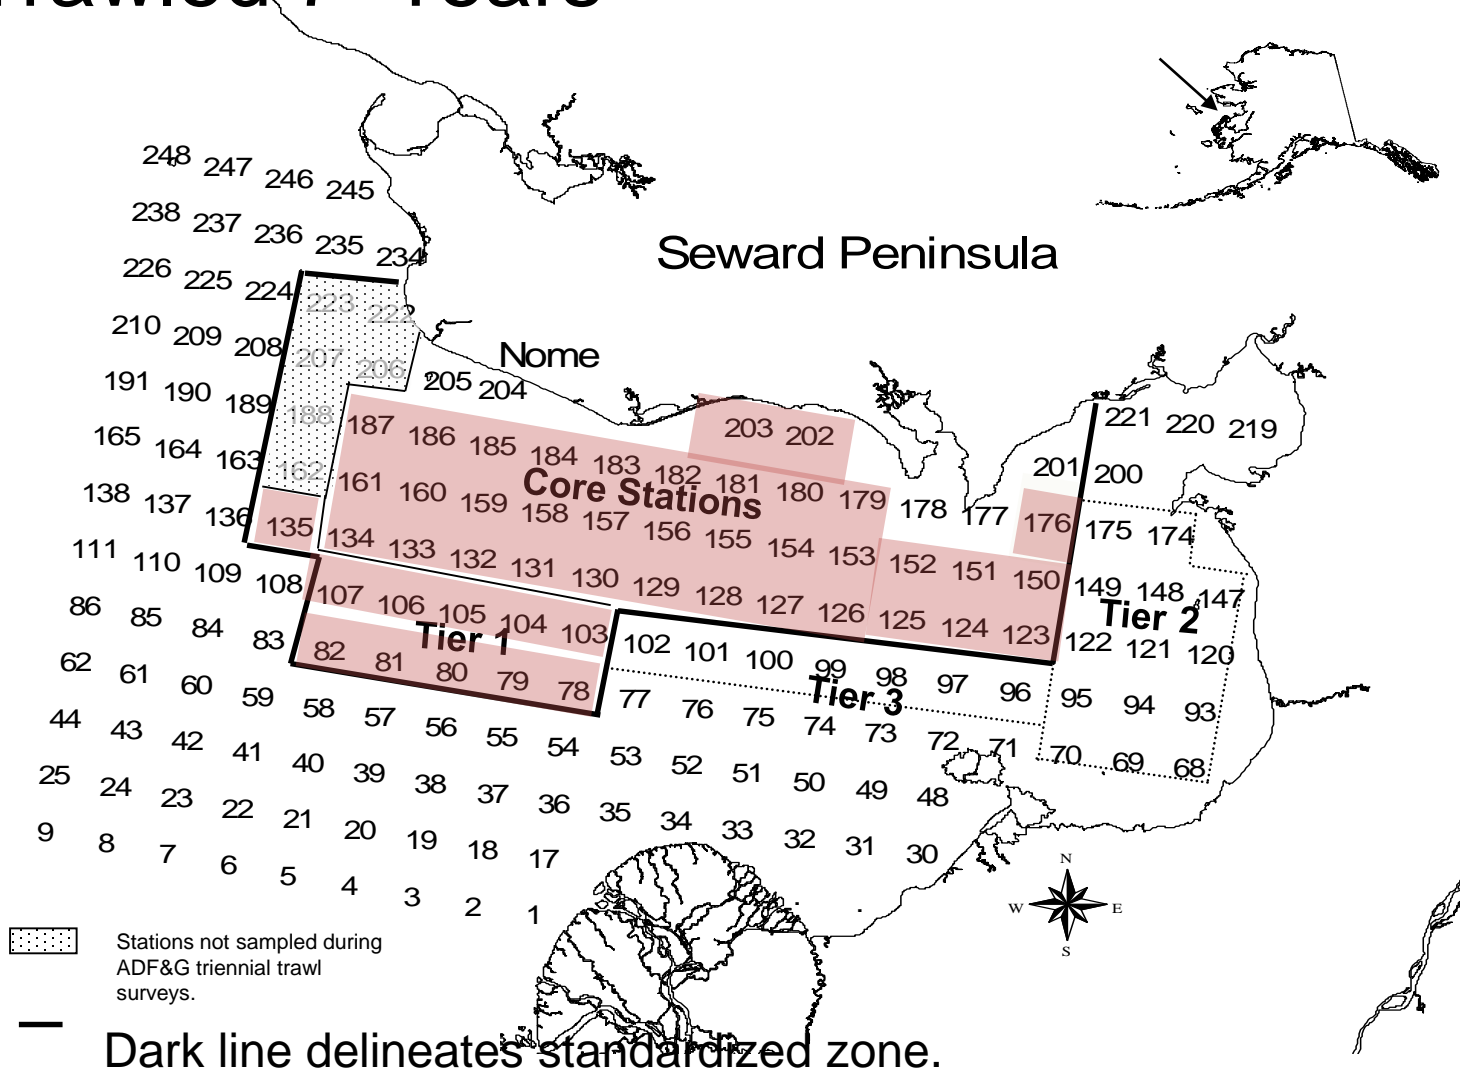 Trawled 7+ Years
248 247 246 245
238 237 236 235 234
Seward Peninsula
226 225 224 223 222
210 209 208 207 206
Nome
191 190 189 188 205 204
187 186 185 184 183 182 181 180 179 178 177
203 202
221 220 219
201 200
165 164 163 162
161 160 159 158 157 156 155 154 153 152 151 150
Core Stations
176 175 174
138 137 136 135 134 133 132 131 130 129 128 127 126 125 124 123
149 148 147
Tier 2
111 110 109 108 107 106 105 104 103
Tier 1
102 101 100 99 98 97 96
122 121 120
Tier 3
86 85 84 83 82 81 80 79 78 77 76 75 74 73 72 71
95 94 93
70 69 68
62 61 60 59 58 57 56 55 54 53 52 51 50 49 48
44 43 42 41 40 39 38 37 36 35 34 33 32 31 30
25 24 23 22 21 20 19 18 17
9 8 7 6 5 4 3 2 1
N
W E
S
Stations not sampled during
ADF&G triennial trawl
surveys.
Dark line delineates standardized zone.